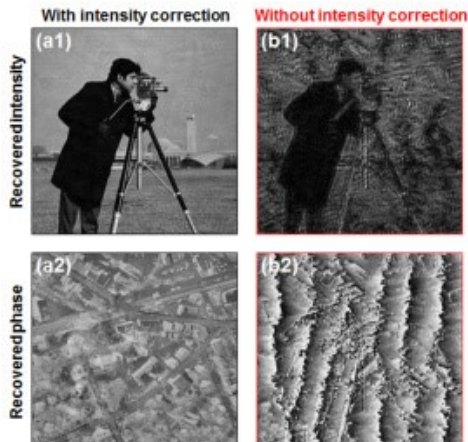 With intensity correction
Without intensity correction
Recovered intensity
(a1)
(b1)
Recovered phase
(a2)
(b2)